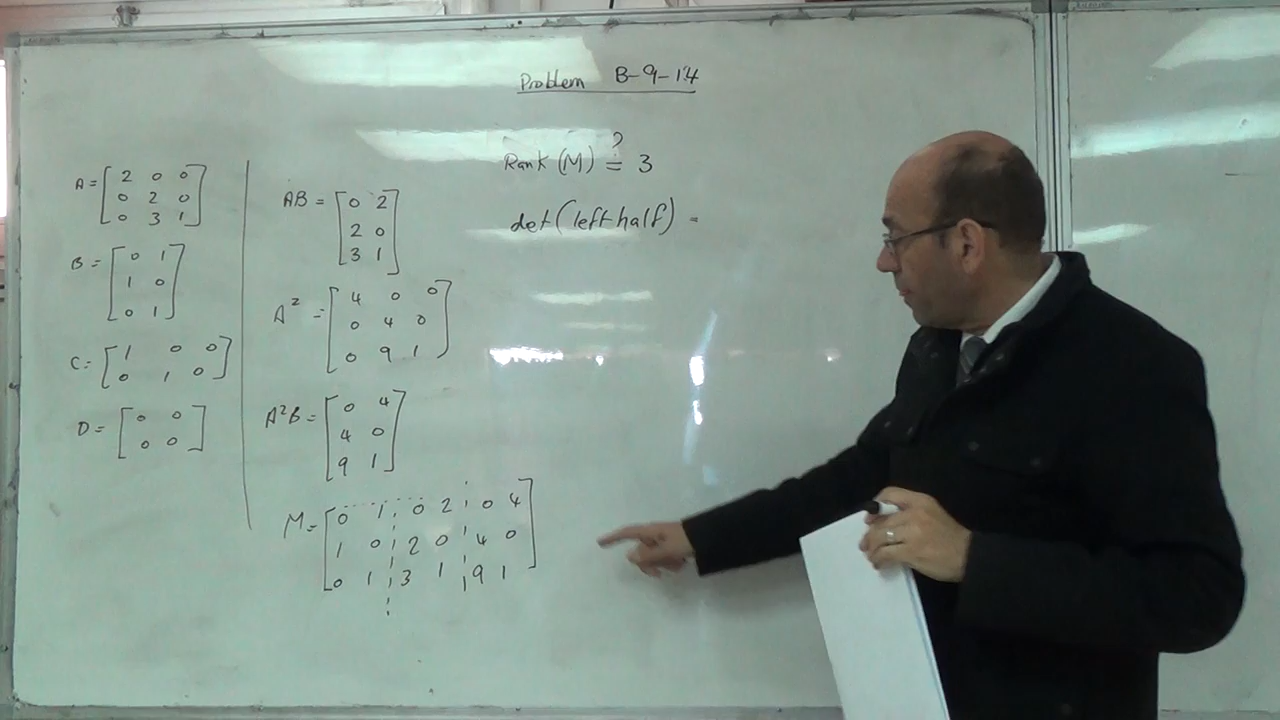 Problem B-9-14
A = [ 2 0 0
0 2 0
0 3 1 ]
B = [ 0 1
1 0
0 1 ]
C = [ 1 0 0
0 1 0 ]
D = [ 0 0
0 0 ]
AB = [ 0 2
2 0
3 1 ]
A² = [ 4 0 0
0 4 0
0 9 1 ]
A²B = [ 0 4
4 0
9 1 ]
M = [ 0 1 0 2 0 4
1 0 2 0 4 0
0 1 3 1 9 1 ]
Rank (M) ?= 3
det (left half) =